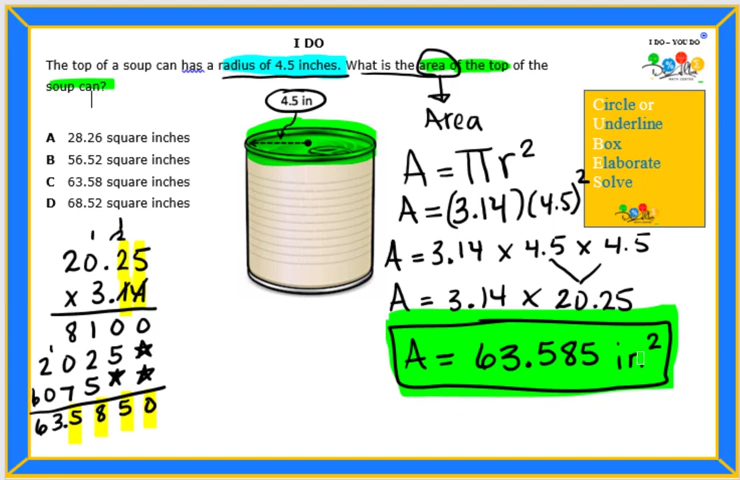 I DO
I DO – YOU DO
The top of a soup can has a radius of 4.5 inches. What is the area of the top of the
soup can?
4.5 in
Area
A 28.26 square inches
B 56.52 square inches
C 63.58 square inches
D 68.52 square inches
Circle or
Underline
Box
Elaborate
Solve
A = πr²
A = (3.14)(4.5)²
A = 3.14 x 4.5 x 4.5
A = 3.14 x 20.25
A = 63.585 in.²
1 2
20.25
x 3.14
1
8100
2025*
6075**
63.5850